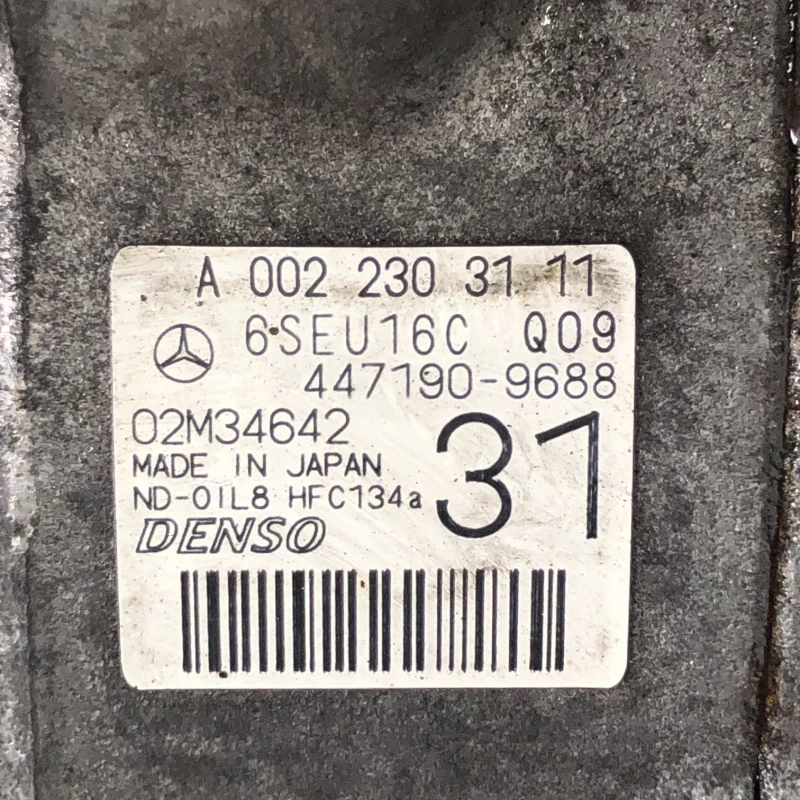 A 002 230 31 11
6SEU16C Q09
447190-9688
02M34642
31
MADE IN JAPAN
ND-OIL8 HFC134a
DENSO